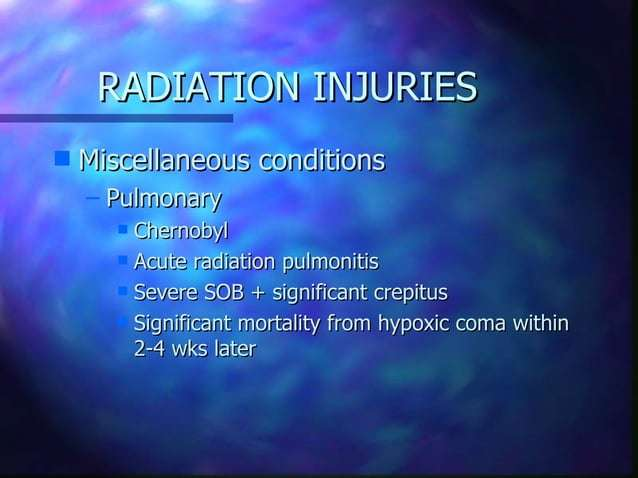 RADIATION INJURIES
Miscellaneous conditions
– Pulmonary
Chernobyl
Acute radiation pulmonitis
Severe SOB + significant crepitus
Significant mortality from hypoxic coma within
2-4 wks later